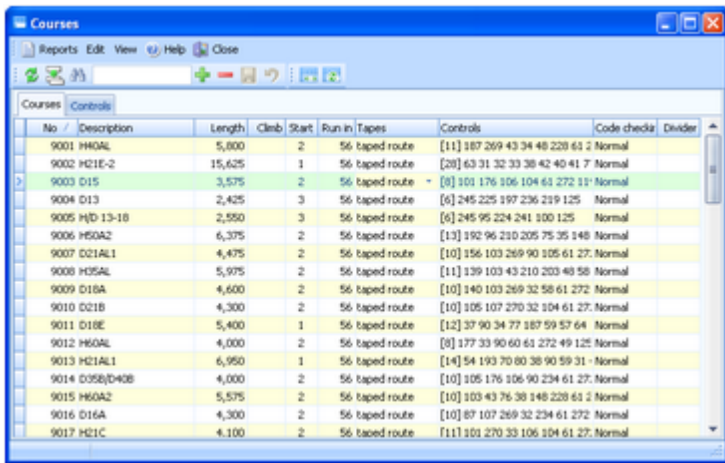 Courses
Reports Edit View Help Close
Courses Controls
No / Description Length Climb Start Run in Tapes Controls Code checkin Divider
9001 H40AL 5,800 2 56 taped route [11] 187 269 43 34 48 228 61 2 Normal
9002 H21E-2 15,625 1 56 taped route [28] 63 31 32 33 38 42 40 41 7 Normal
9003 D15 3,575 2 56 taped route [8] 101 176 106 104 61 272 11 Normal
9004 D13 2,425 3 56 taped route [6] 245 225 197 236 219 125 Normal
9005 H/D 13-18 2,550 3 56 taped route [6] 245 95 224 241 100 125 Normal
9006 H50A2 6,375 2 56 taped route [13] 192 96 210 205 75 35 148 Normal
9007 D21AL1 4,475 2 56 taped route [10] 156 103 269 90 105 61 27 Normal
9008 H35AL 5,975 2 56 taped route [11] 139 103 43 210 203 48 58 Normal
9009 D18A 4,600 2 56 taped route [10] 140 103 269 32 58 61 272 Normal
9010 D21B 4,300 2 56 taped route [10] 105 107 270 32 104 61 27 Normal
9011 D18E 5,400 1 56 taped route [12] 37 90 34 77 187 59 57 64 Normal
9012 H60AL 4,000 2 56 taped route [8] 177 33 90 60 61 272 49 125 Normal
9013 H21AL1 6,950 1 56 taped route [14] 54 193 70 80 38 90 59 31 Normal
9014 D35B/D40B 4,000 2 56 taped route [10] 105 176 106 90 234 61 27 Normal
9015 H60A2 5,575 2 56 taped route [10] 103 43 76 38 148 228 61 2 Normal
9016 D16A 4,300 2 56 taped route [10] 87 107 269 32 234 61 272 Normal
9017 H21C 4,100 2 56 taped route [11] 101 270 33 106 104 61 27 Normal